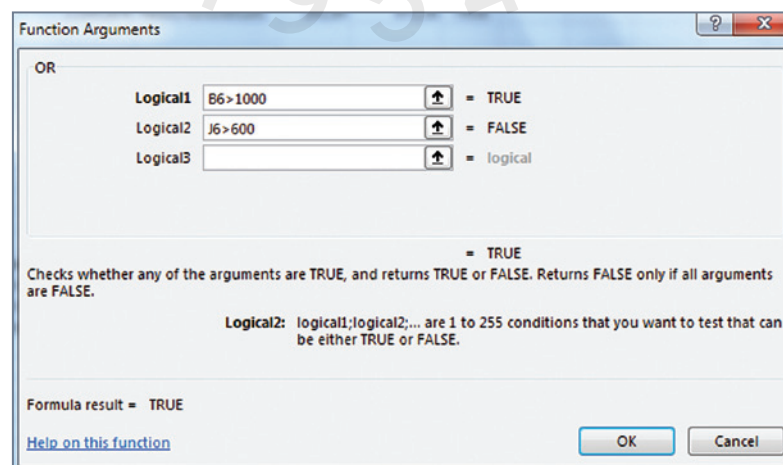 Function Arguments
OR
Logical1 B6>1000 = TRUE
Logical2 J6>600 = FALSE
Logical3 = logical
= TRUE
Checks whether any of the arguments are TRUE, and returns TRUE or FALSE. Returns FALSE only if all arguments
are FALSE.
Logical2: logical1;logical2;... are 1 to 255 conditions that you want to test that can
be either TRUE or FALSE.
Formula result = TRUE
Help on this function
OK Cancel